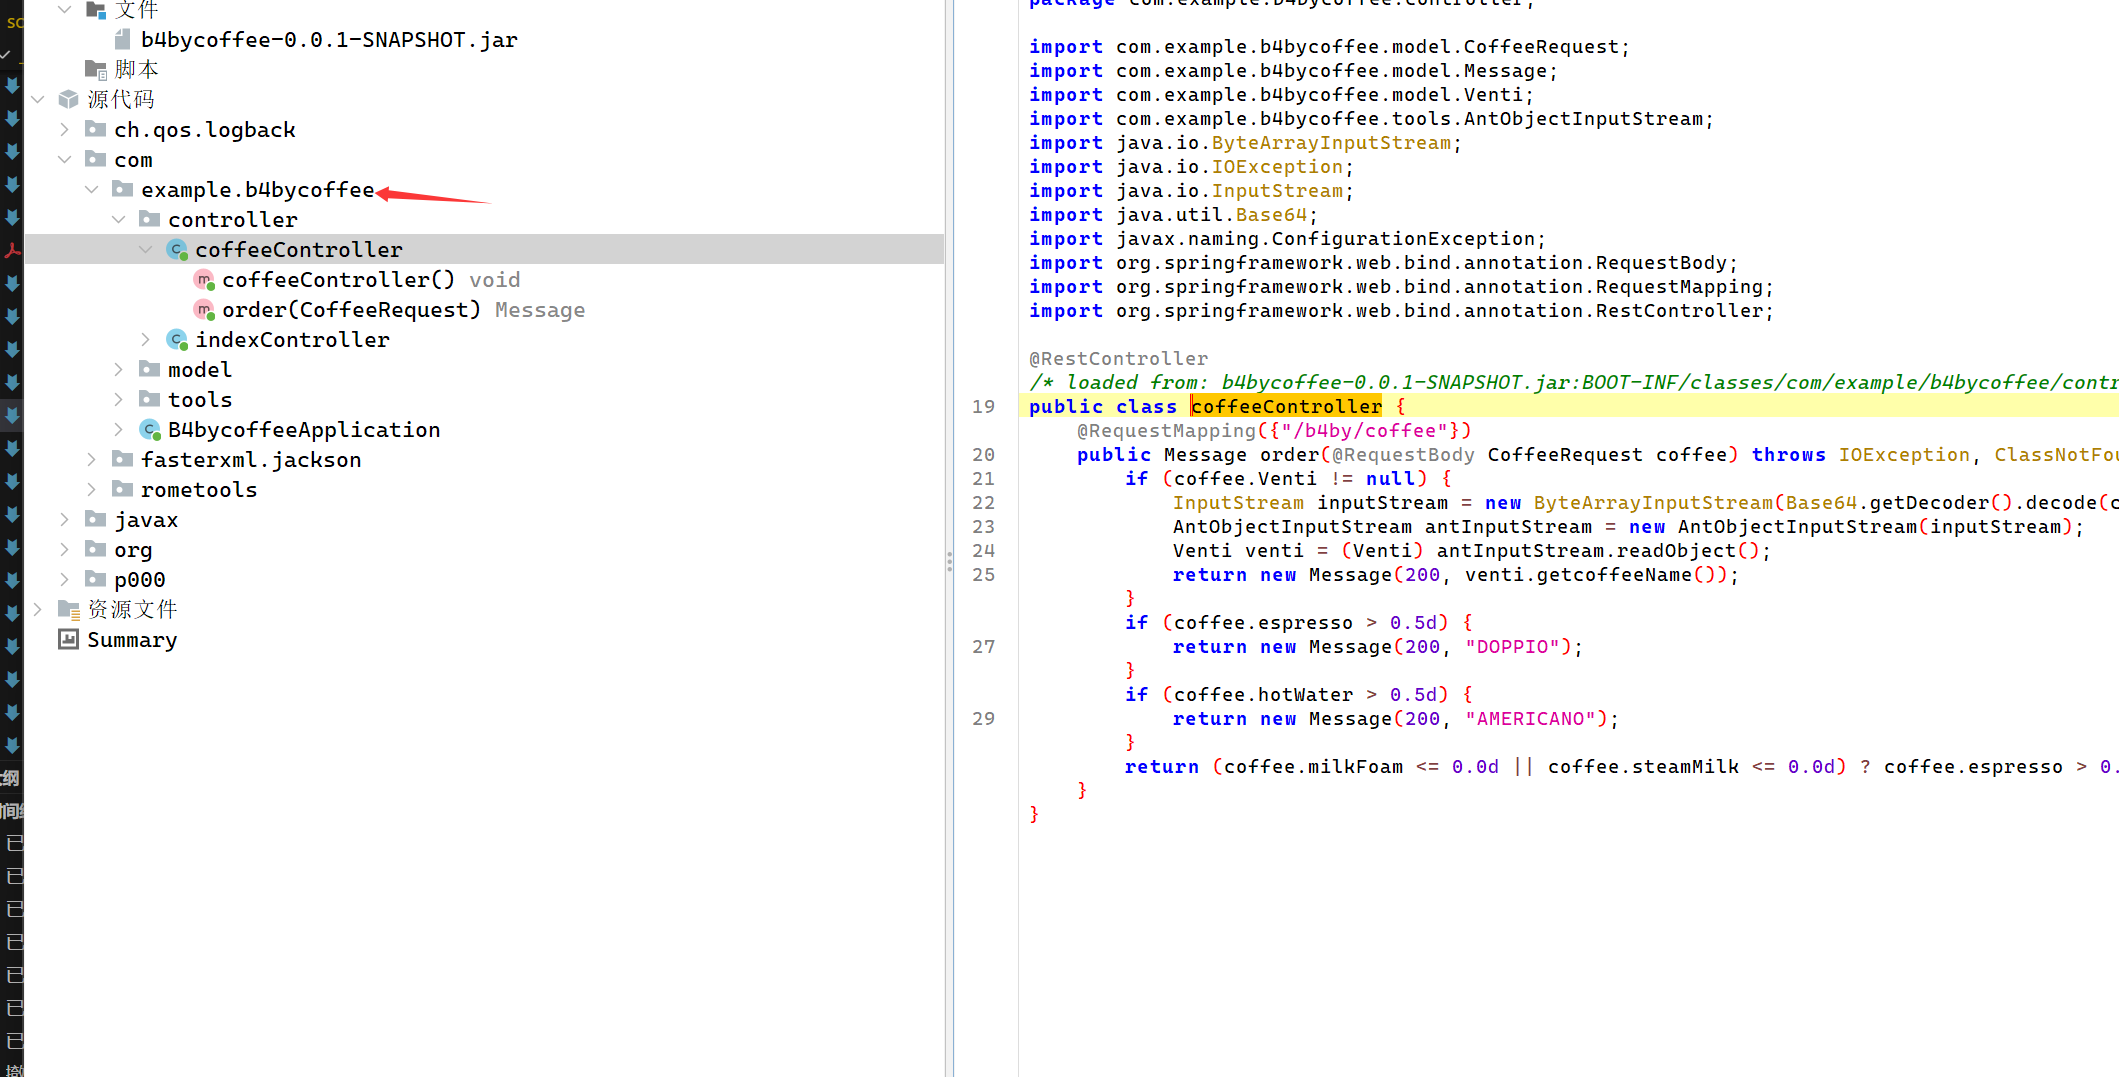 文件
b4bycoffee-0.0.1-SNAPSHOT.jar
脚本
源代码
ch.qos.logback
com
example.b4bycoffee
controller
coffeeController
coffeeController() void
order(CoffeeRequest) Message
indexController
model
tools
B4bycoffeeApplication
fasterxml.jackson
rometools
javax
org
p000
资源文件
Summary
package com.example.b4bycoffee.controller;
import com.example.b4bycoffee.model.CoffeeRequest;
import com.example.b4bycoffee.model.Message;
import com.example.b4bycoffee.model.Venti;
import com.example.b4bycoffee.tools.AntObjectInputStream;
import java.io.ByteArrayInputStream;
import java.io.IOException;
import java.io.InputStream;
import java.util.Base64;
import javax.naming.ConfigurationException;
import org.springframework.web.bind.annotation.RequestBody;
import org.springframework.web.bind.annotation.RequestMapping;
import org.springframework.web.bind.annotation.RestController;
@RestController
/* loaded from: b4bycoffee-0.0.1-SNAPSHOT.jar:BOOT-INF/classes/com/example/b4bycoffee/contr
19 public class coffeeController {
@RequestMapping({"/b4by/coffee"})
20 public Message order(@RequestBody CoffeeRequest coffee) throws IOException, ClassNotFou
21 if (coffee.Venti != null) {
22 InputStream inputStream = new ByteArrayInputStream(Base64.getDecoder().decode(c
23 AntObjectInputStream antInputStream = new AntObjectInputStream(inputStream);
24 Venti venti = (Venti) antInputStream.readObject();
25 return new Message(200, venti.getcoffeeName());
}
if (coffee.espresso > 0.5d) {
27 return new Message(200, "DOPPIO");
}
if (coffee.hotWater > 0.5d) {
29 return new Message(200, "AMERICANO");
}
return (coffee.milkFoam <= 0.0d || coffee.steamMilk <= 0.0d) ? coffee.espresso > 0.
}
}